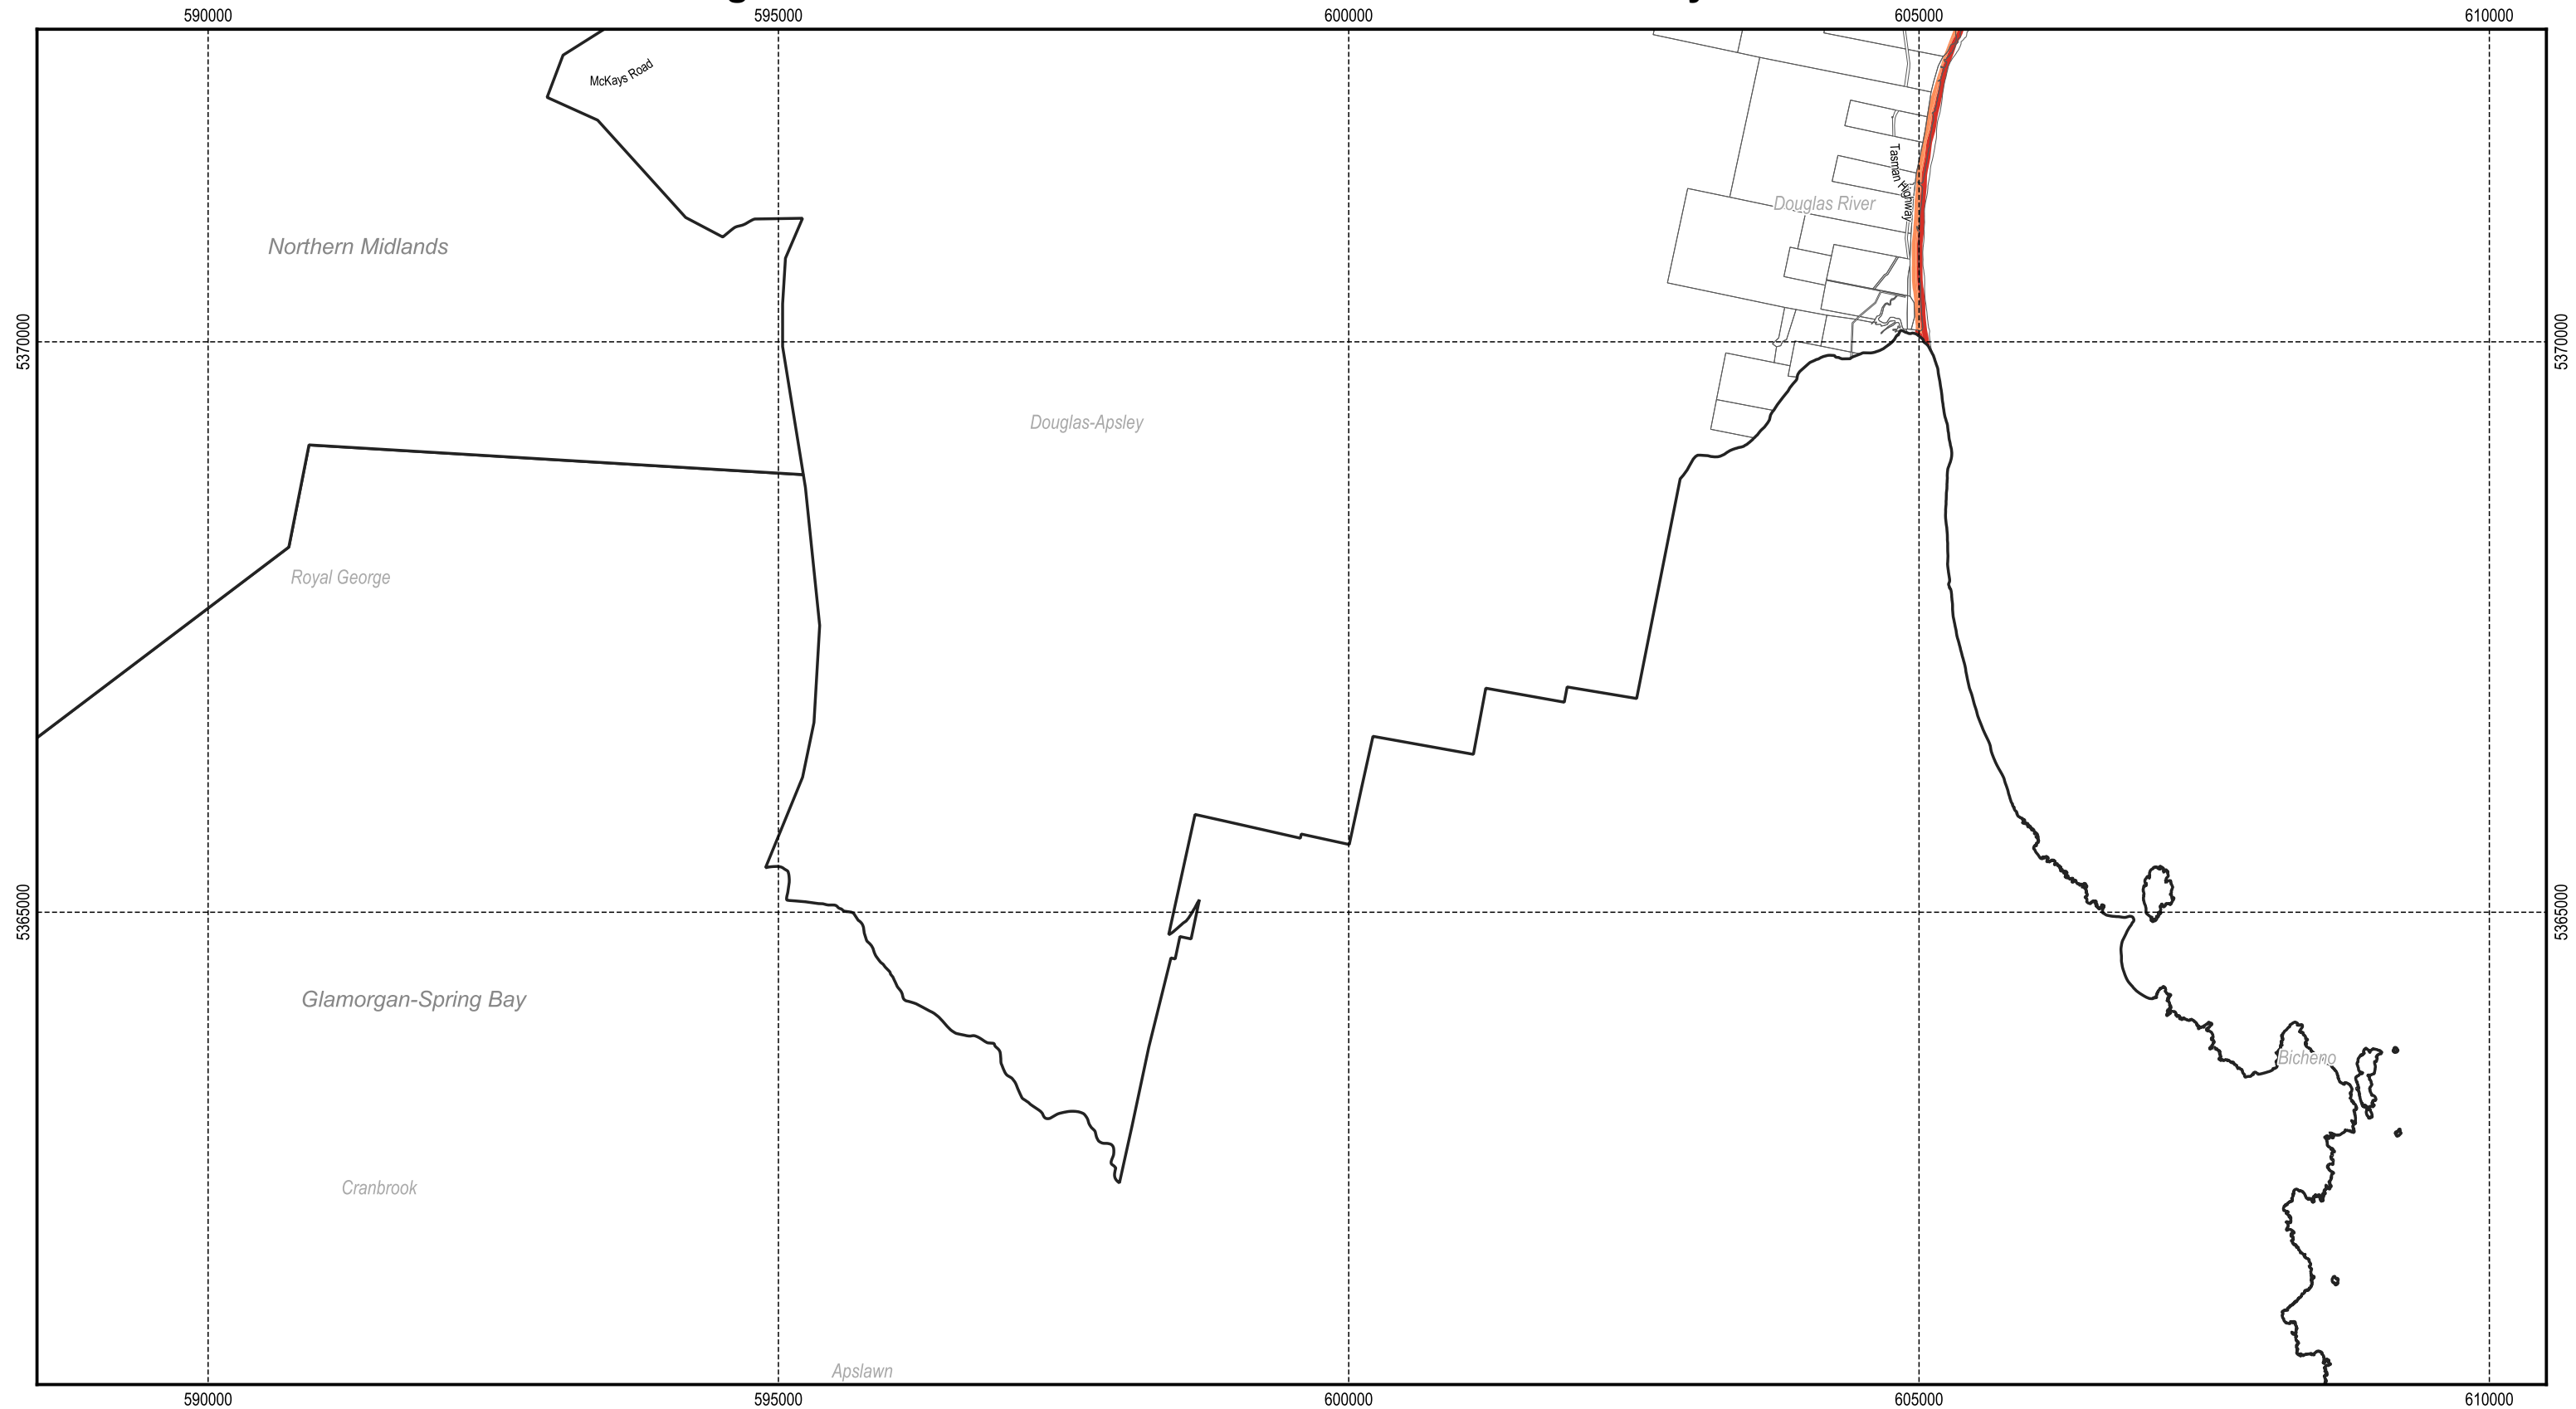 590000
595000
600000
605000
610000
McKays Road
Tasman Highway
Douglas River
Northern Midlands
5370000
5370000
Douglas-Apsley
Royal George
5365000
5365000
Glamorgan-Spring Bay
Bicheno
Cranbrook
Apslawn
590000
595000
600000
605000
610000